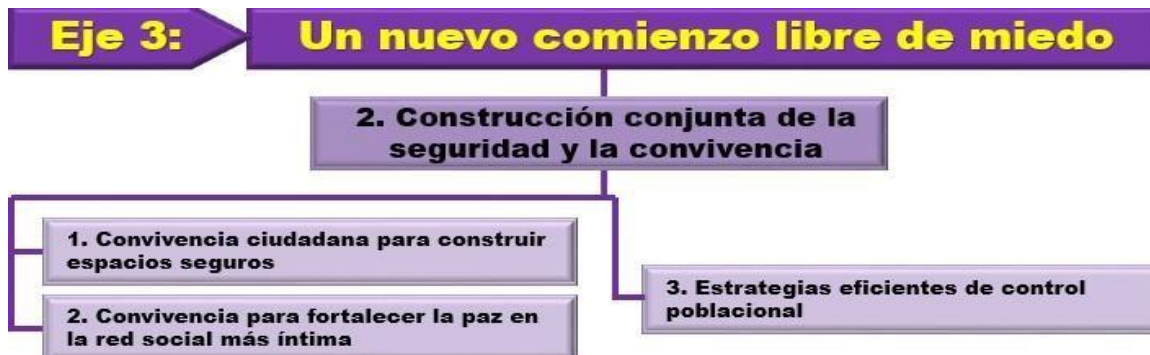 Eje 3:
Un nuevo comienzo libre de miedo
2. Construcción conjunta de la
seguridad y la convivencia
1. Convivencia ciudadana para construir
espacios seguros
2. Convivencia para fortalecer la paz en
la red social más íntima
3. Estrategias eficientes de control
poblacional